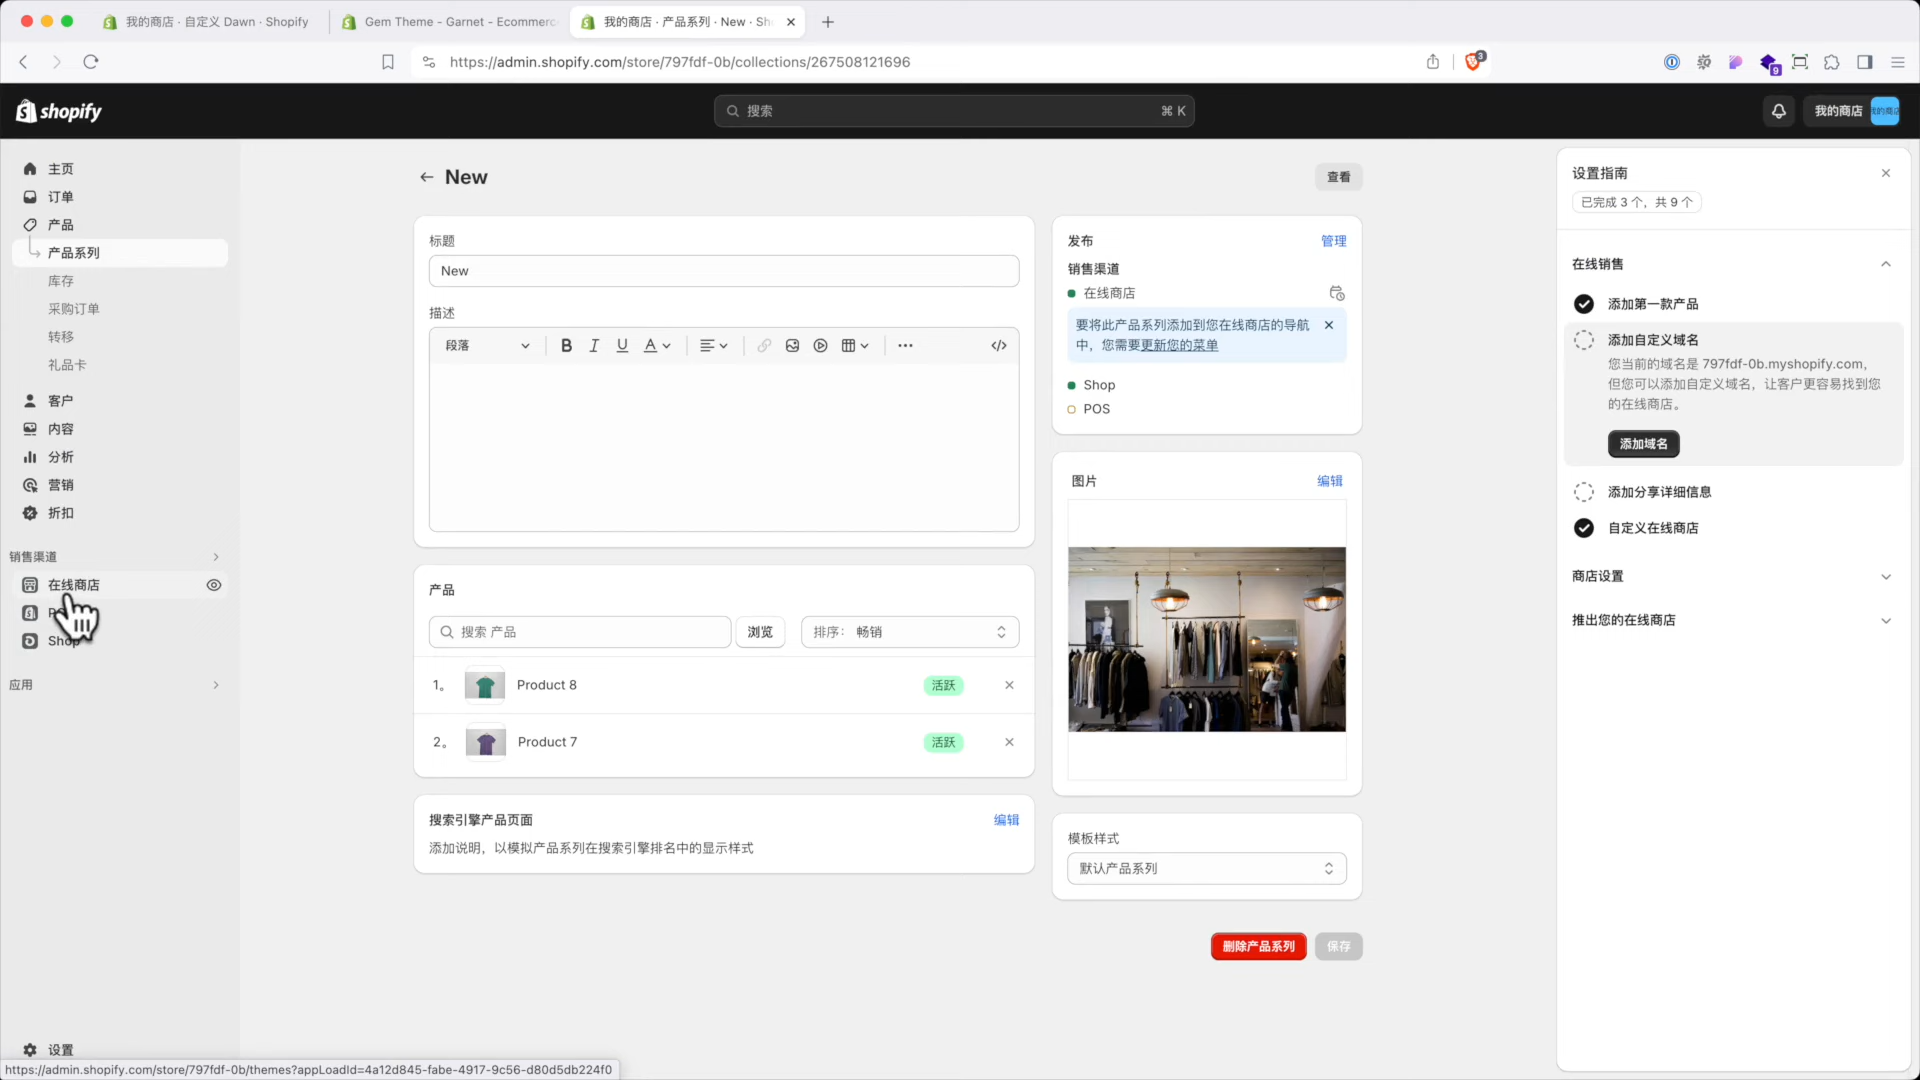 我的商店 · 自定义 Dawn · Shopify
Gem Theme - Garnet - Ecommerc
我的商店 · 产品系列 · New · Sh
https://admin.shopify.com/store/797fdf-0b/collections/267508121696
3
9
shopify
搜索
⌘ K
我的商店
我的商店
主页
订单
产品
产品系列
库存
采购订单
转移
礼品卡
客户
内容
分析
营销
折扣
销售渠道
在线商店
Shop
应用
设置
New
查看
标题
New
描述
段落
B I U A
产品
搜索 产品
浏览
排序： 畅销
1。 Product 8 活跃
2。 Product 7 活跃
搜索引擎产品页面
编辑
添加说明，以模拟产品系列在搜索引擎排名中的显示样式
发布
管理
销售渠道
在线商店
要将此产品系列添加到您在线商店的导航
中，您需要更新您的菜单
Shop
POS
图片
编辑
模板样式
默认产品系列
删除产品系列
保存
设置指南
已完成 3 个，共 9 个
在线销售
添加第一款产品
添加自定义域名
您当前的域名是 797fdf-0b.myshopify.com，
但您可以添加自定义域名，让客户更容易找到您
的在线商店。
添加域名
添加分享详细信息
自定义在线商店
商店设置
推出您的在线商店
https://admin.shopify.com/store/797fdf-0b/themes?appLoadId=4a12d845-fabe-4917-9c56-d80d5db224f0